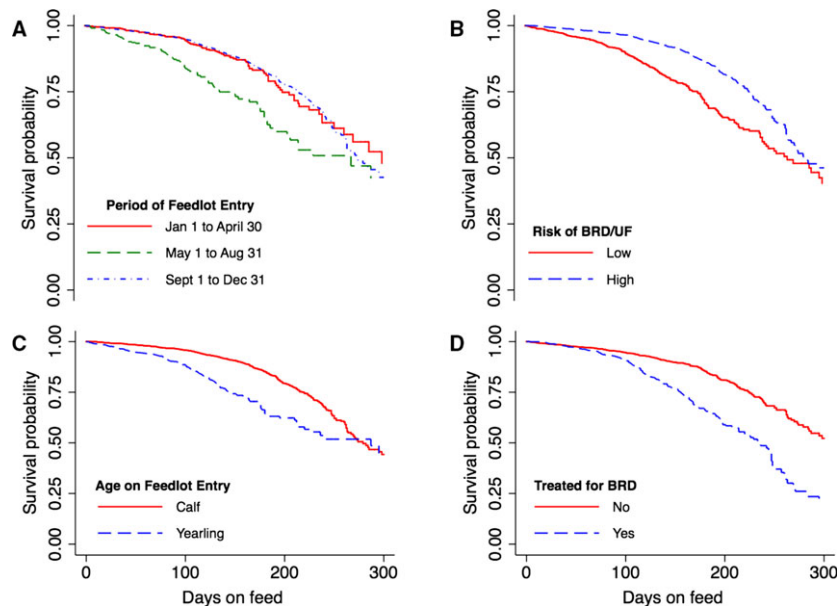 A
Survival probability
1.00
0.75
0.50
0.25
0.00
Period of Feedlot Entry
Jan 1 to April 30
May 1 to Aug 31
Sept 1 to Dec 31
B
Survival probability
1.00
0.75
0.50
0.25
0.00
Risk of BRD/UF
Low
High
C
Survival probability
1.00
0.75
0.50
0.25
0.00
Age on Feedlot Entry
Calf
Yearling
0 100 200 300
Days on feed
D
Survival probability
1.00
0.75
0.50
0.25
0.00
Treated for BRD
No
Yes
0 100 200 300
Days on feed